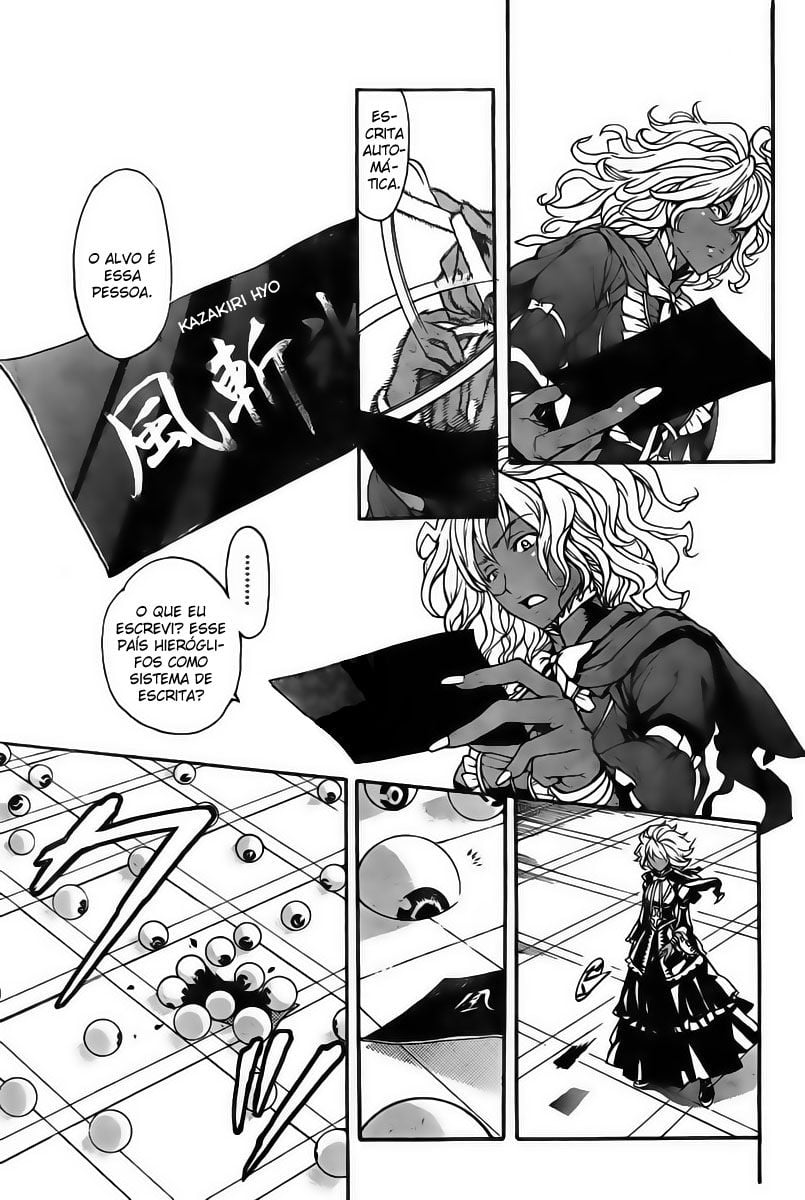 ES-
CRITA
AUTO-
MÁ-
TICA.
O ALVO É
ESSA
PESSOA.
KAZAKIRI HYO
風斬
.........
O QUE EU
ESCREVI? ESSE
PAÍS HIERÓGLI-
FOS COMO
SISTEMA DE
ESCRITA?
風